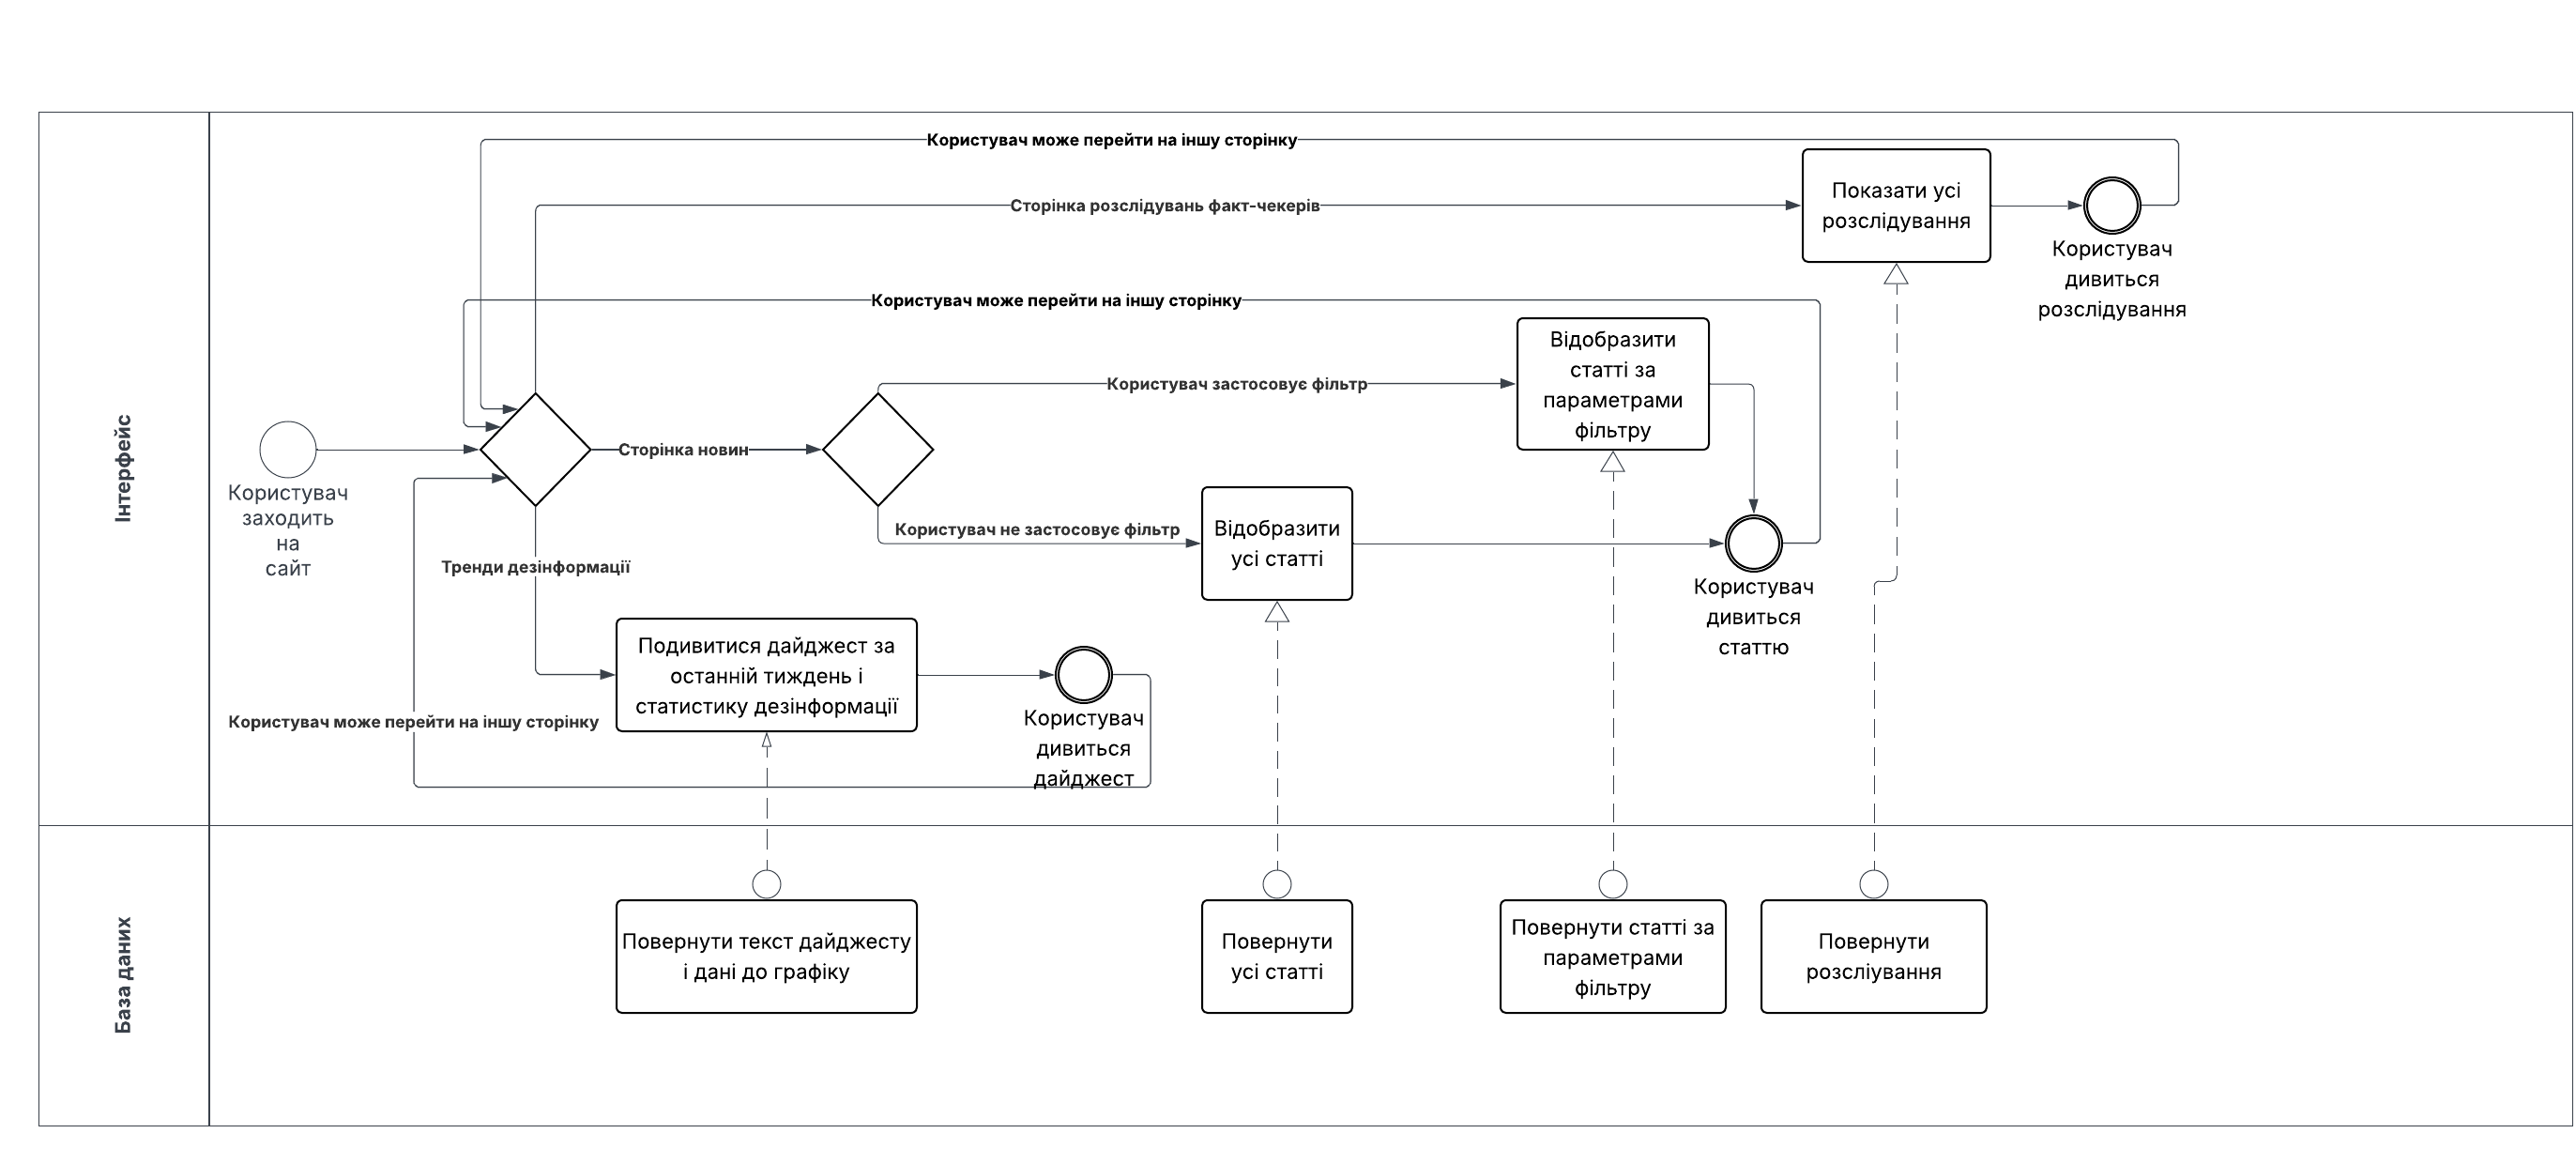 Користувач може перейти на іншу сторінку
Показати усі
розслідування
Сторінка розслідувань факт-чекерів
Користувач
дивиться
розслідування
Користувач може перейти на іншу сторінку
Відобразити
статті за
параметрами
фільтру
Користувач застосовує фільтр
Інтерфейс
Сторінка новин
Користувач
заходить
на
сайт
Користувач не застосовує фільтр
Відобразити
усі статті
Тренди дезінформації
Користувач
дивиться
статтю
Подивитися дайджест за
останній тиждень і
статистику дезінформації
Користувач може перейти на іншу сторінку
Користувач
дивиться
дайджест
База даних
Повернути текст дайджесту
і дані до графіку
Повернути
усі статті
Повернути статті за
параметрами
фільтру
Повернути
розсліування